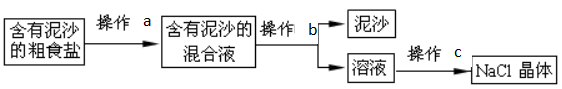 含有泥沙
的粗食盐
操作 a
含有泥沙的
混合液
操作 b
泥沙
溶液
操作 c
NaCl 晶体